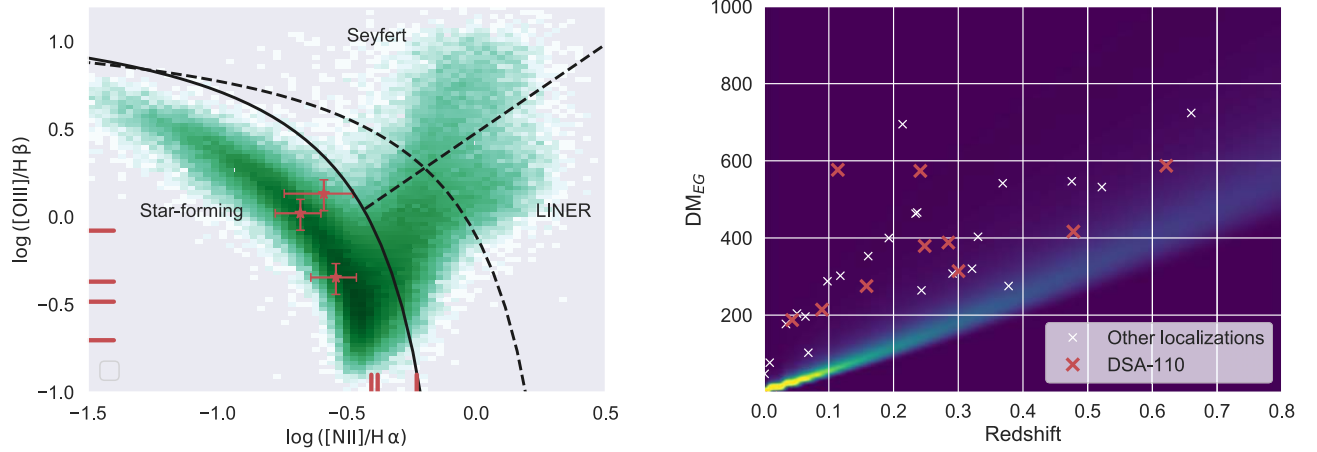 Seyfert
Star-forming
LINER
log ([OIII]/H β)
1.0
0.5
0.0
−0.5
−1.0
−1.5
−1.0
−0.5
0.0
0.5
log ([NII]/H α)
DM_EG
1000
800
600
400
200
Other localizations
DSA-110
0.0
0.1
0.2
0.3
0.4
0.5
0.6
0.7
0.8
Redshift